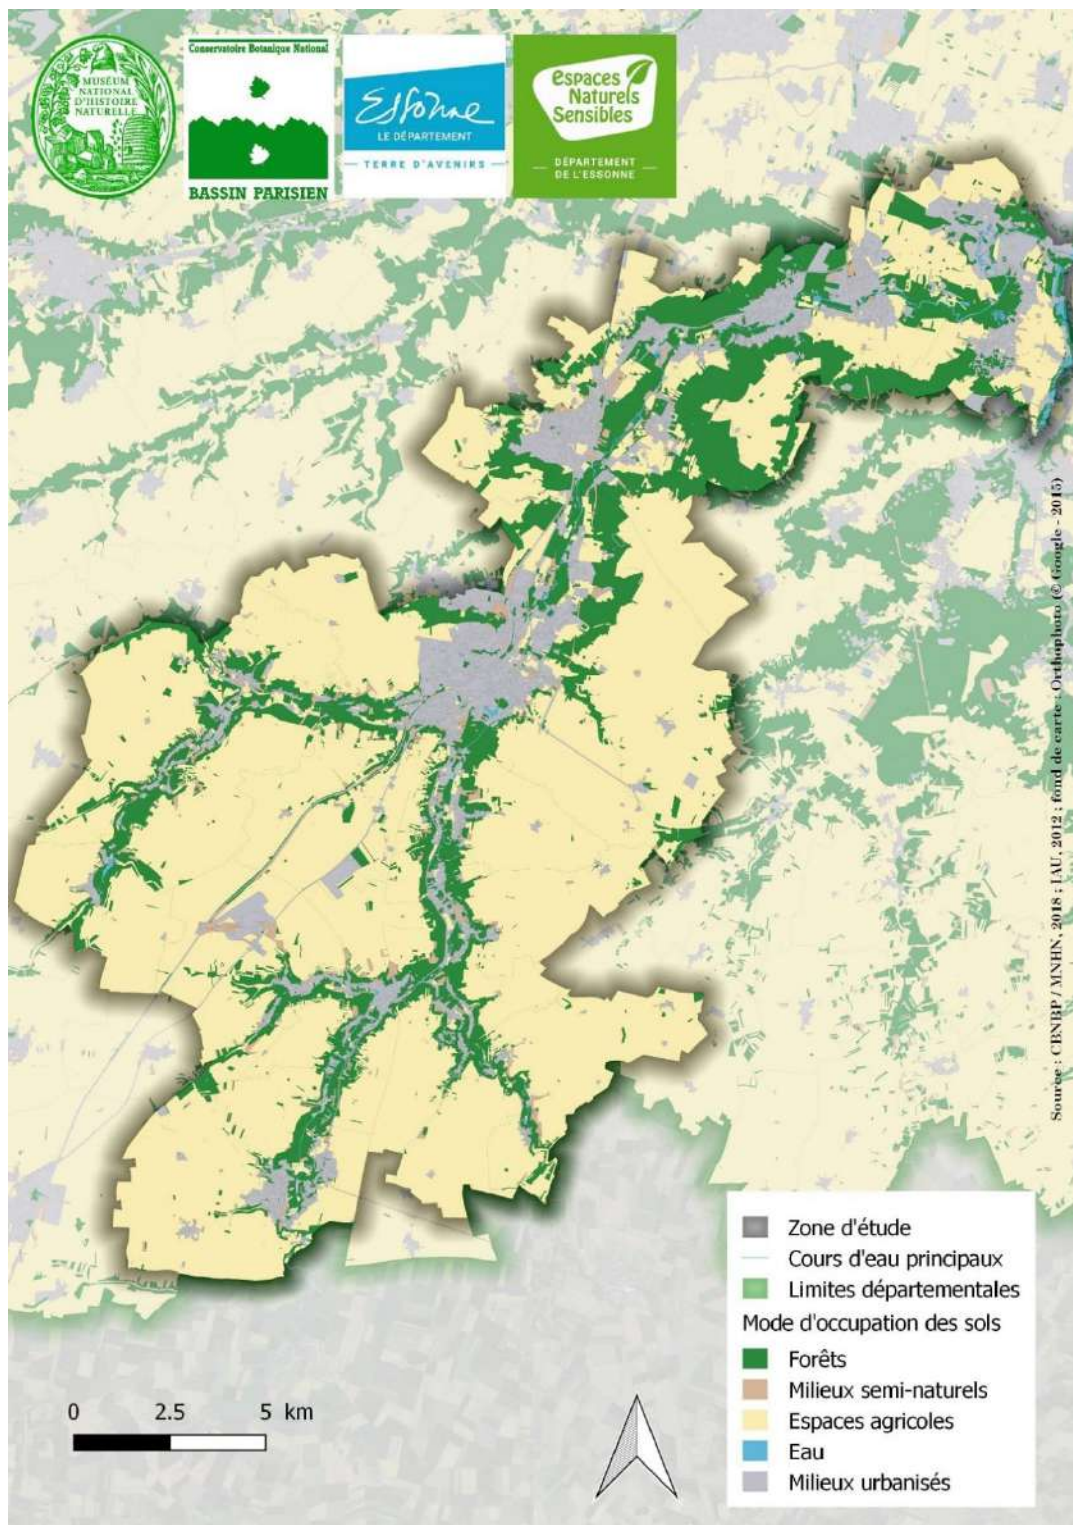 MUSÉUM
NATIONAL
D'HISTOIRE
NATURELLE
Conservatoire Botanique National
BASSIN PARISIEN
Essonne
LE DÉPARTEMENT
TERRE D'AVENIRS
espaces
Naturels
Sensibles
DÉPARTEMENT
DE L'ESSONNE
Source : CBNBP / MNHN, 2018 ; IAU, 2012 ; fond de carte : Orthophoto (© Google - 2015)
Zone d'étude
Cours d'eau principaux
Limites départementales
Mode d'occupation des sols
Forêts
Milieux semi-naturels
Espaces agricoles
Eau
Milieux urbanisés
0 2.5 5 km